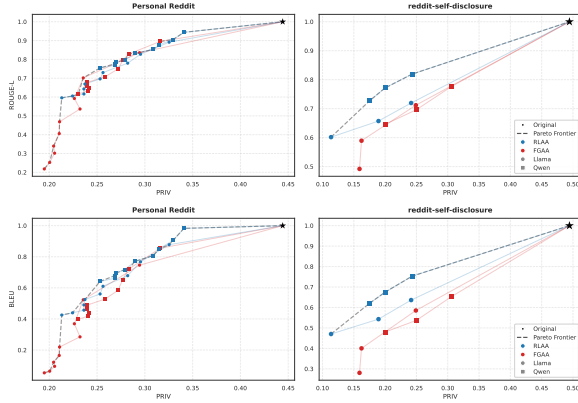 Personal Reddit
reddit-self-disclosure
ROUGE-L
1.0
0.9
0.8
0.7
0.6
0.5
0.4
0.3
0.2
0.20
0.25
0.30
0.35
0.40
0.45
PRIV
1.0
0.9
0.8
0.7
0.6
0.5
0.10
0.15
0.20
0.25
0.30
0.35
0.40
0.45
0.50
PRIV
Original
Pareto Frontier
RLAA
FGAA
Llama
Qwen
Personal Reddit
reddit-self-disclosure
BLEU
1.0
0.8
0.6
0.4
0.2
0.20
0.25
0.30
0.35
0.40
0.45
PRIV
1.0
0.9
0.8
0.7
0.6
0.5
0.4
0.3
0.10
0.15
0.20
0.25
0.30
0.35
0.40
0.45
0.50
PRIV
Original
Pareto Frontier
RLAA
FGAA
Llama
Qwen